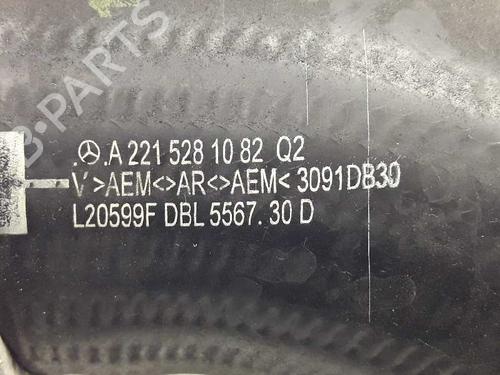 B-PARTS
A 221 528 10 82 Q2
V>AEM<>AR<>AEM< 3091DB30
L20599F DBL 5567. 30 D